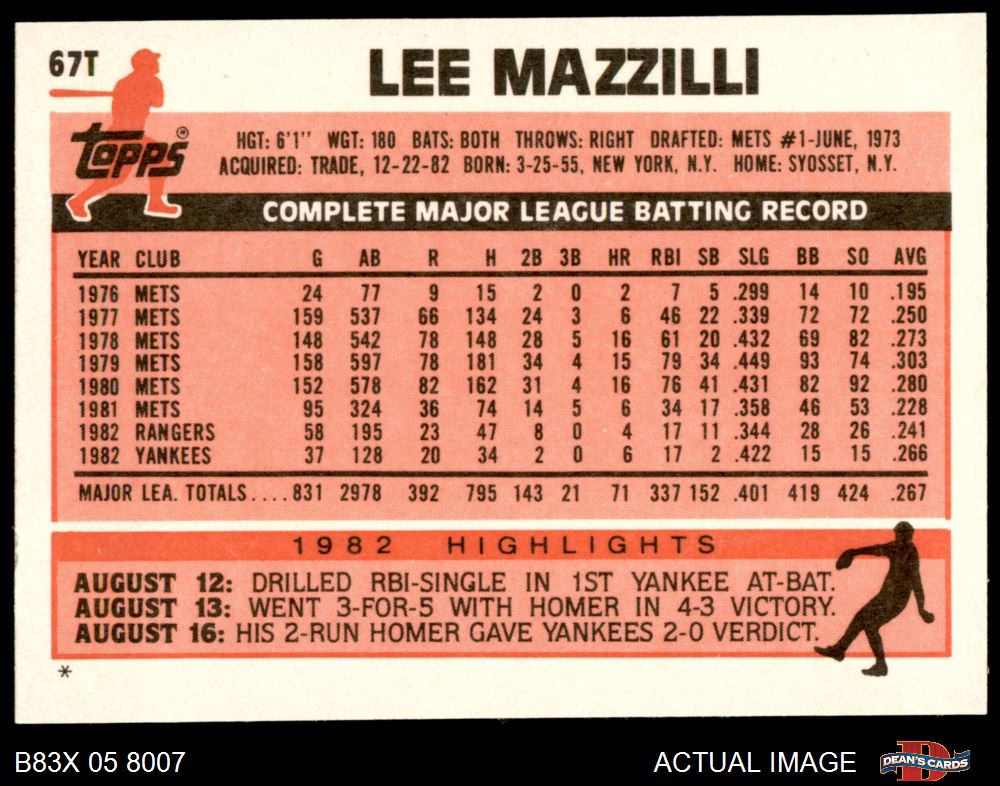 67T
LEE MAZZILLI
Topps ®
HGT: 6'1" WGT: 180 BATS: BOTH THROWS: RIGHT DRAFTED: METS #1-JUNE, 1973
ACQUIRED: TRADE, 12-22-82 BORN: 3-25-55, NEW YORK, N.Y. HOME: SYOSSET, N.Y.
COMPLETE MAJOR LEAGUE BATTING RECORD
YEAR CLUB G AB R H 2B 3B HR RBI SB SLG BB SO AVG
1976 METS 24 77 9 15 2 0 2 7 5 .299 14 10 .195
1977 METS 159 537 66 134 24 3 6 46 22 .339 72 72 .250
1978 METS 148 542 78 148 28 5 16 61 20 .432 69 82 .273
1979 METS 158 597 78 181 34 4 15 79 34 .449 93 74 .303
1980 METS 152 578 82 162 31 4 16 76 41 .431 82 92 .280
1981 METS 95 324 36 74 14 5 6 34 17 .358 46 53 .228
1982 RANGERS 58 195 23 47 8 0 4 17 11 .344 28 26 .241
1982 YANKEES 37 128 20 34 2 0 6 17 2 .422 15 15 .266
MAJOR LEA. TOTALS....831 2978 392 795 143 21 71 337 152 .401 419 424 .267
1982 HIGHLIGHTS
AUGUST 12: DRILLED RBI-SINGLE IN 1ST YANKEE AT-BAT.
AUGUST 13: WENT 3-FOR-5 WITH HOMER IN 4-3 VICTORY.
AUGUST 16: HIS 2-RUN HOMER GAVE YANKEES 2-0 VERDICT.
*
B83X 05 8007 ACTUAL IMAGE DEAN'S CARDS